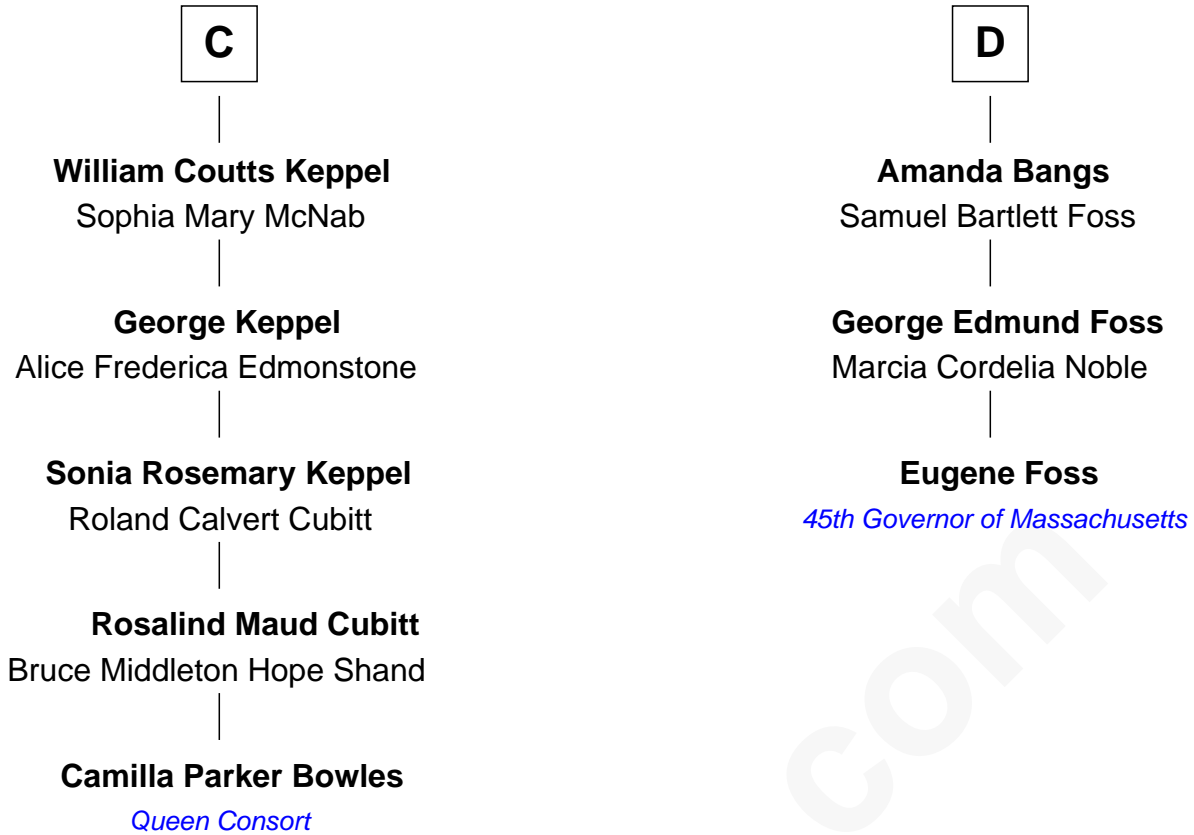 C
William Coutts Keppel
Sophia Mary McNab
George Keppel
Alice Frederica Edmonstone
Sonia Rosemary Keppel
Roland Calvert Cubitt
Rosalind Maud Cubitt
Bruce Middleton Hope Shand
Camilla Parker Bowles
Queen Consort
D
Amanda Bangs
Samuel Bartlett Foss
George Edmund Foss
Marcia Cordelia Noble
Eugene Foss
45th Governor of Massachusetts
com